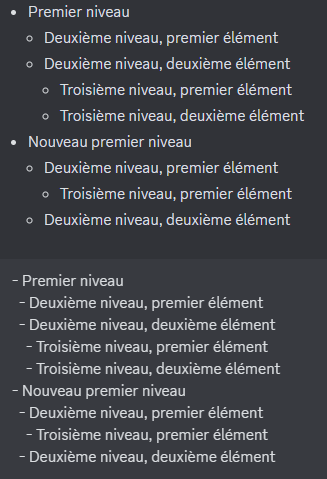 • Premier niveau
◦ Deuxième niveau, premier élément
◦ Deuxième niveau, deuxième élément
◦ Troisième niveau, premier élément
◦ Troisième niveau, deuxième élément
• Nouveau premier niveau
◦ Deuxième niveau, premier élément
◦ Troisième niveau, premier élément
◦ Deuxième niveau, deuxième élément
- Premier niveau
- Deuxième niveau, premier élément
- Deuxième niveau, deuxième élément
- Troisième niveau, premier élément
- Troisième niveau, deuxième élément
- Nouveau premier niveau
- Deuxième niveau, premier élément
- Troisième niveau, premier élément
- Deuxième niveau, deuxième élément